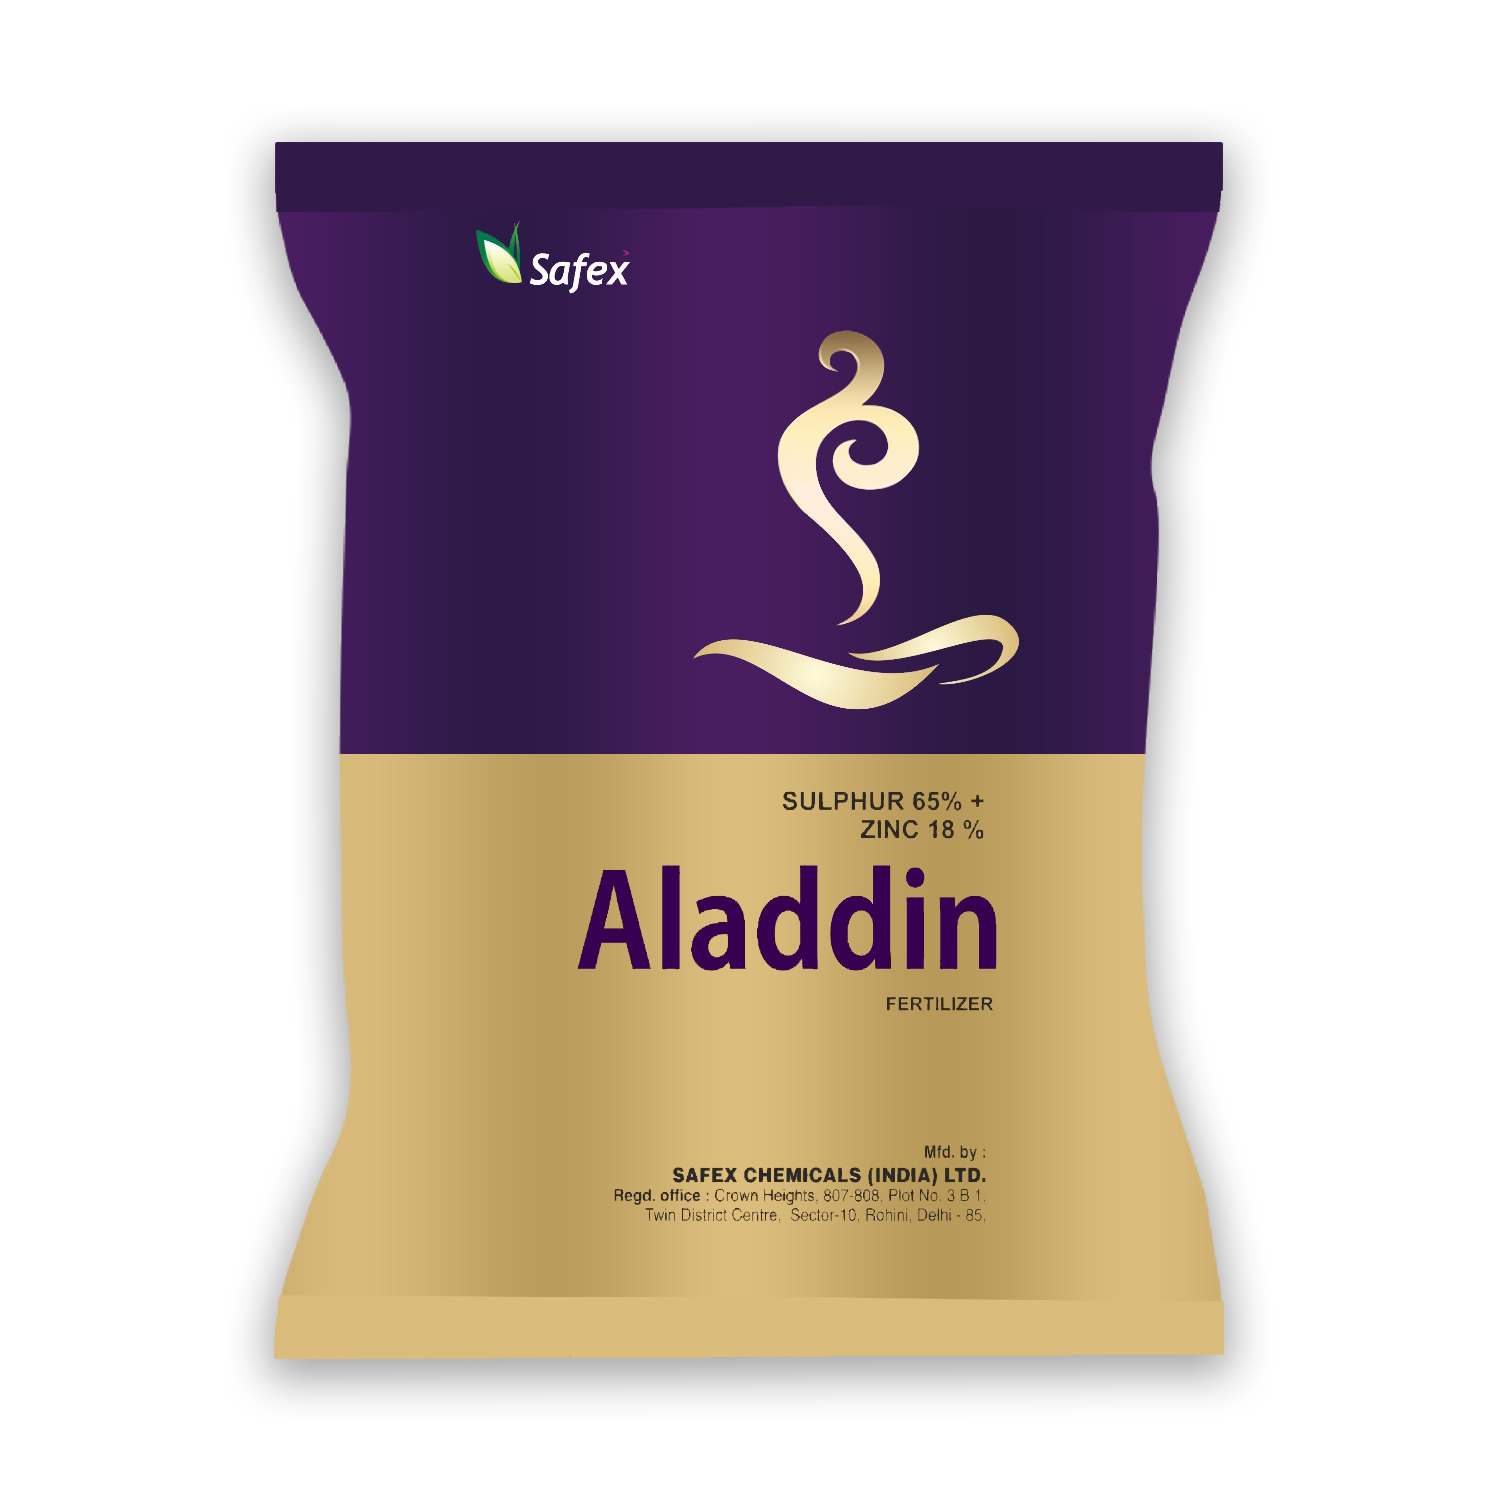 Safex
SULPHUR 65% +
ZINC 18 %
Aladdin
FERTILIZER
Mfd. by :
SAFEX CHEMICALS (INDIA) LTD.
Regd. office : Crown Heights, 807-808, Plot No. 3 B 1,
Twin District Centre, Sector-10, Rohini, Delhi - 85,